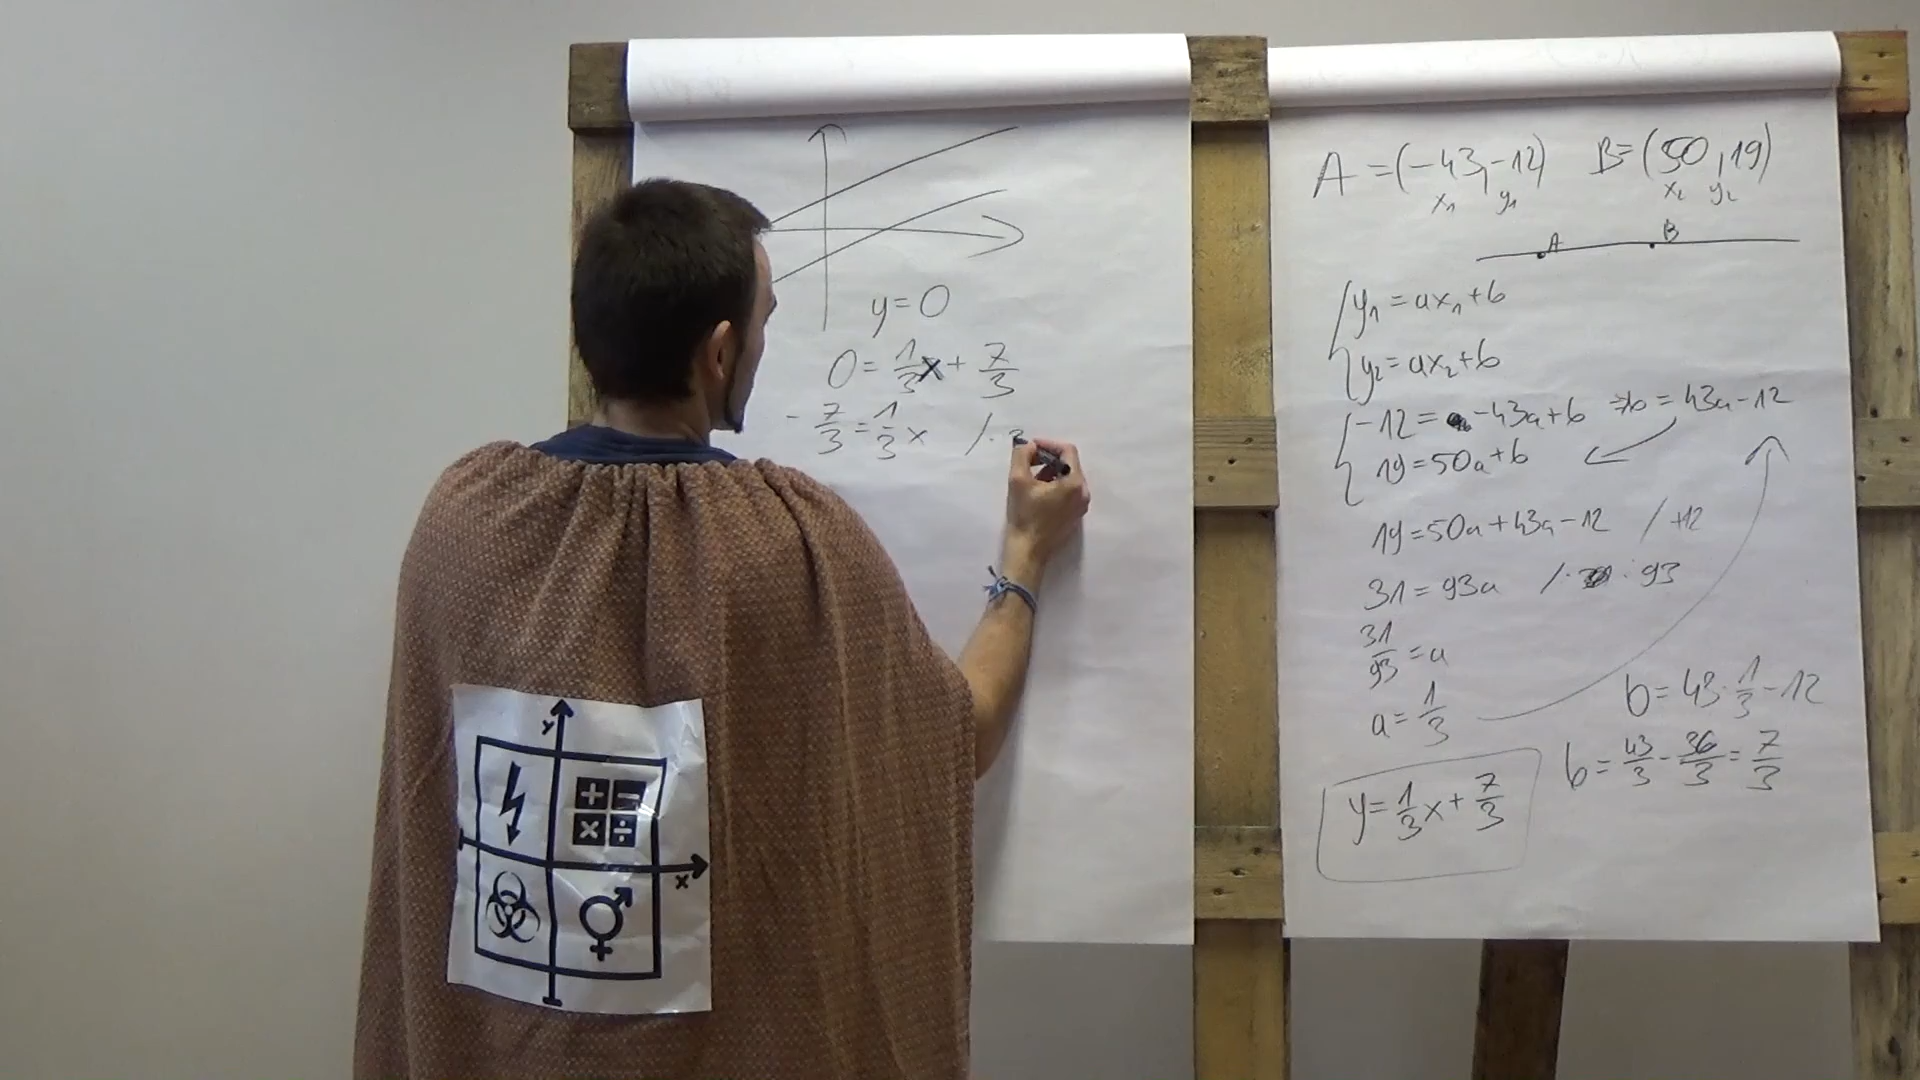 y = 0
0 = 1/3 x + 7/3
- 7/3 = 1/3 x /· 3
A = (-43, -12) B = (50, 19)
x₁ y₁ x₂ y₂
A B
y₁ = ax₁ + b
y₂ = ax₂ + b
-12 = -43a + b ⇒ b = 43a - 12
19 = 50a + b
19 = 50a + 43a - 12 / +12
31 = 93a / : 93
31/93 = a
a = 1/3
b = 43 · 1/3 - 12
b = 43/3 - 36/3 = 7/3
y = 1/3 x + 7/3
Y
+ -
× ÷
X